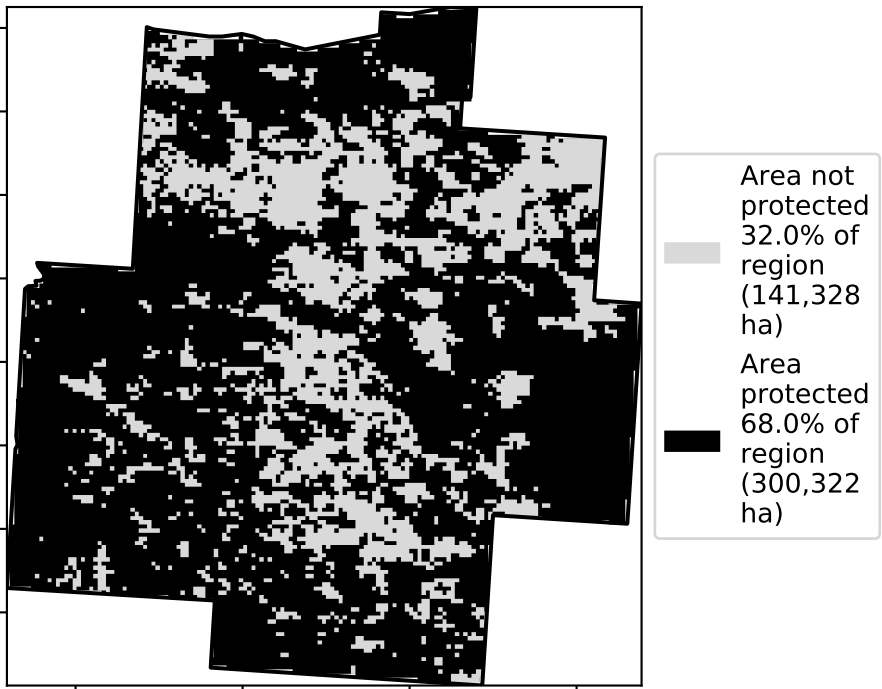 Area not
protected
32.0% of
region
(141,328
ha)
Area
protected
68.0% of
region
(300,322
ha)